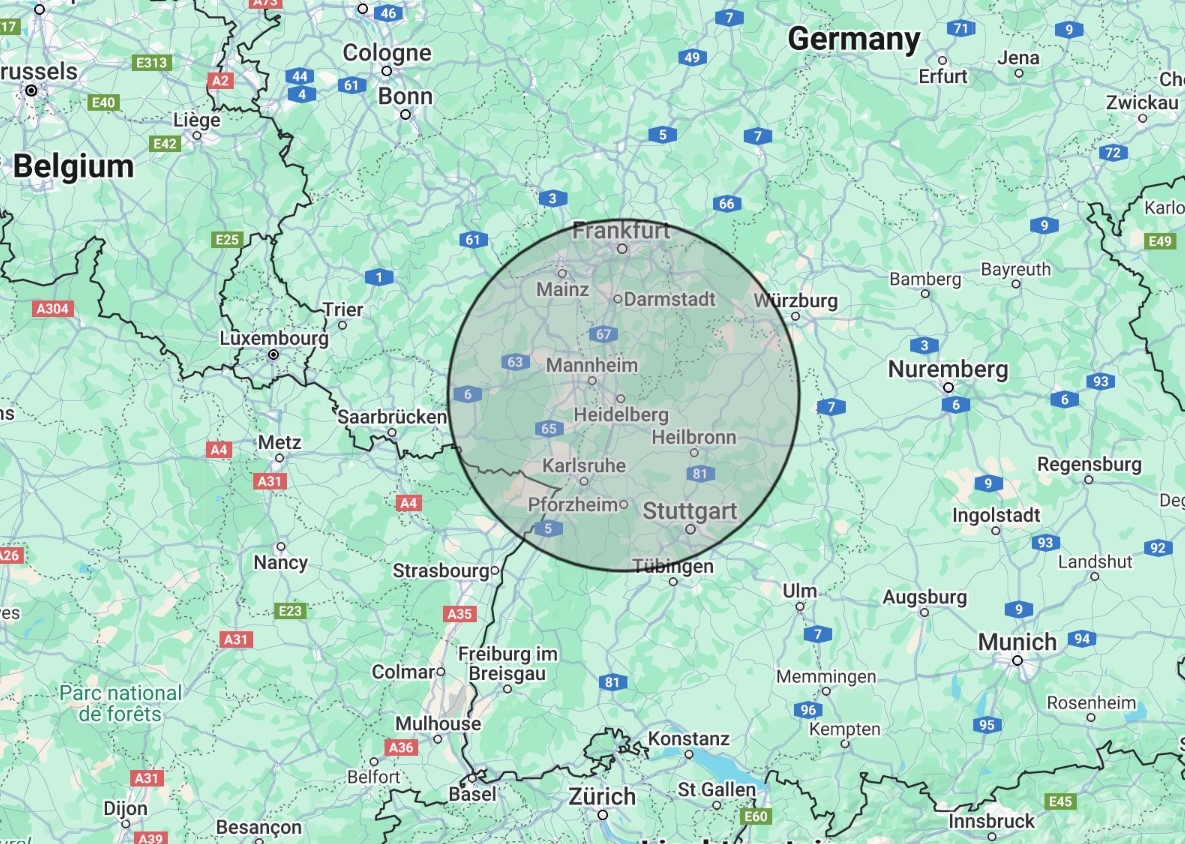 A73
46
7
Germany
71
9
17
Cologne
49
Erfurt
Jena
E313
russels
A2
44
4
61
Bonn
Zwickau
E40
Liège
E42
5
7
72
Belgium
3
66
Karlo
9
E49
E25
61
Frankfurt
1
Mainz
Darmstadt
Bamberg
Bayreuth
A304
Trier
Würzburg
Luxembourg
67
3
63
Mannheim
Nuremberg
93
6
7
6
6
Saarbrücken
Heidelberg
65
Heilbronn
Metz
A4
A31
Karlsruhe
81
Regensburg
9
A4
Pforzheim
Stuttgart
5
Ingolstadt
93
92
A26
Nancy
Strasbourg
Tübingen
Landshut
Ulm
Augsburg
E23
A35
9
7
A31
Munich
94
Freiburg im
Breisgau
Colmar
81
Memmingen
Parc national
de forêts
96
Rosenheim
95
Mulhouse
Kempten
A36
Konstanz
Belfort
A31
Basel
St Gallen
Zürich
Dijon
E60
E45
Besançon
Innsbruck
A39